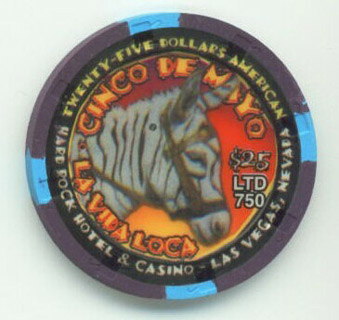 TWENTY-FIVE DOLLARS AMERICAN
CINCO DE MAYO
$25
LTD
750
LA VIDA LOCA
HARD ROCK HOTEL & CASINO - LAS VEGAS, NEVADA